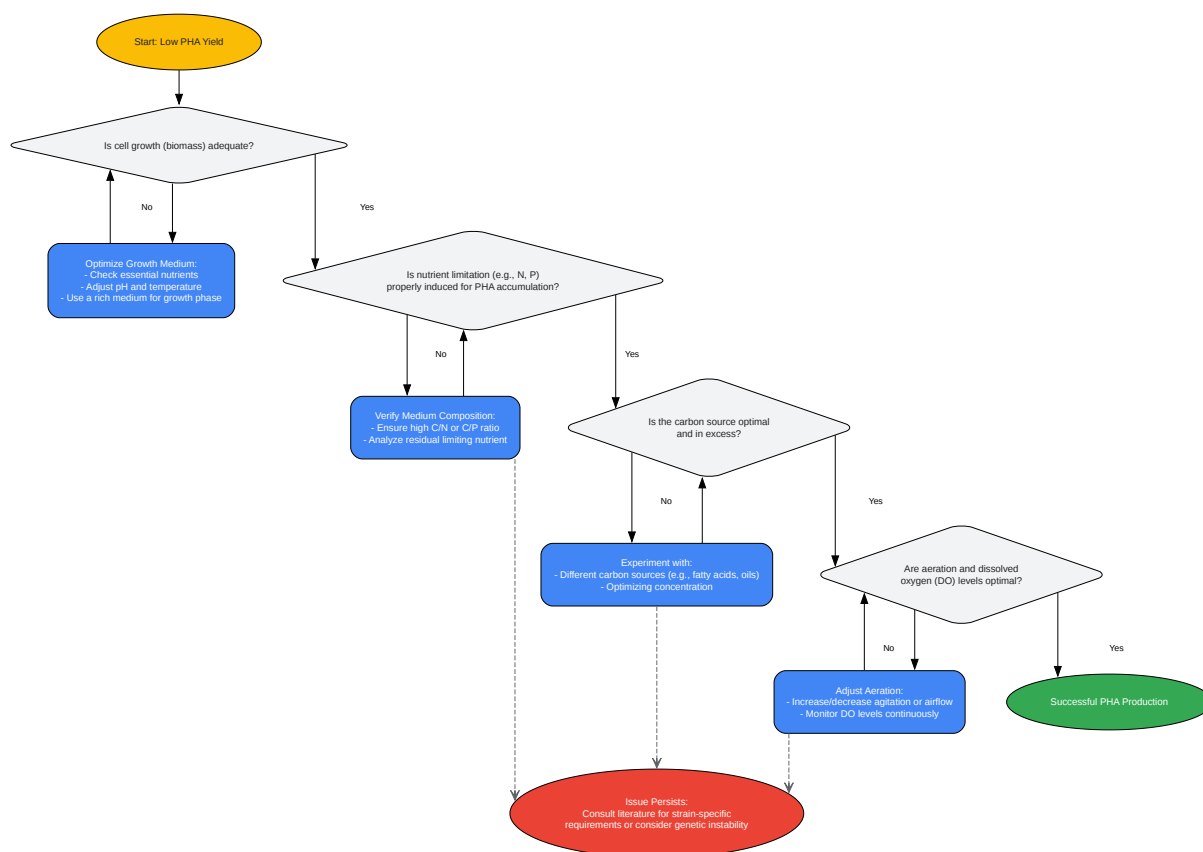 Start: Low PHA Yield
Is cell growth (biomass) adequate?
No
Yes
Optimize Growth Medium:
- Check essential nutrients
- Adjust pH and temperature
- Use a rich medium for growth phase
Is nutrient limitation (e.g., N, P)
properly induced for PHA accumulation?
No
Yes
Verify Medium Composition:
- Ensure high C/N or C/P ratio
- Analyze residual limiting nutrient
Is the carbon source optimal
and in excess?
No
Yes
Experiment with:
- Different carbon sources (e.g., fatty acids, oils)
- Optimizing concentration
Are aeration and dissolved
oxygen (DO) levels optimal?
No
Yes
Adjust Aeration:
- Increase/decrease agitation or airflow
- Monitor DO levels continuously
Successful PHA Production
Issue Persists:
Consult literature for strain-specific
requirements or consider genetic instability